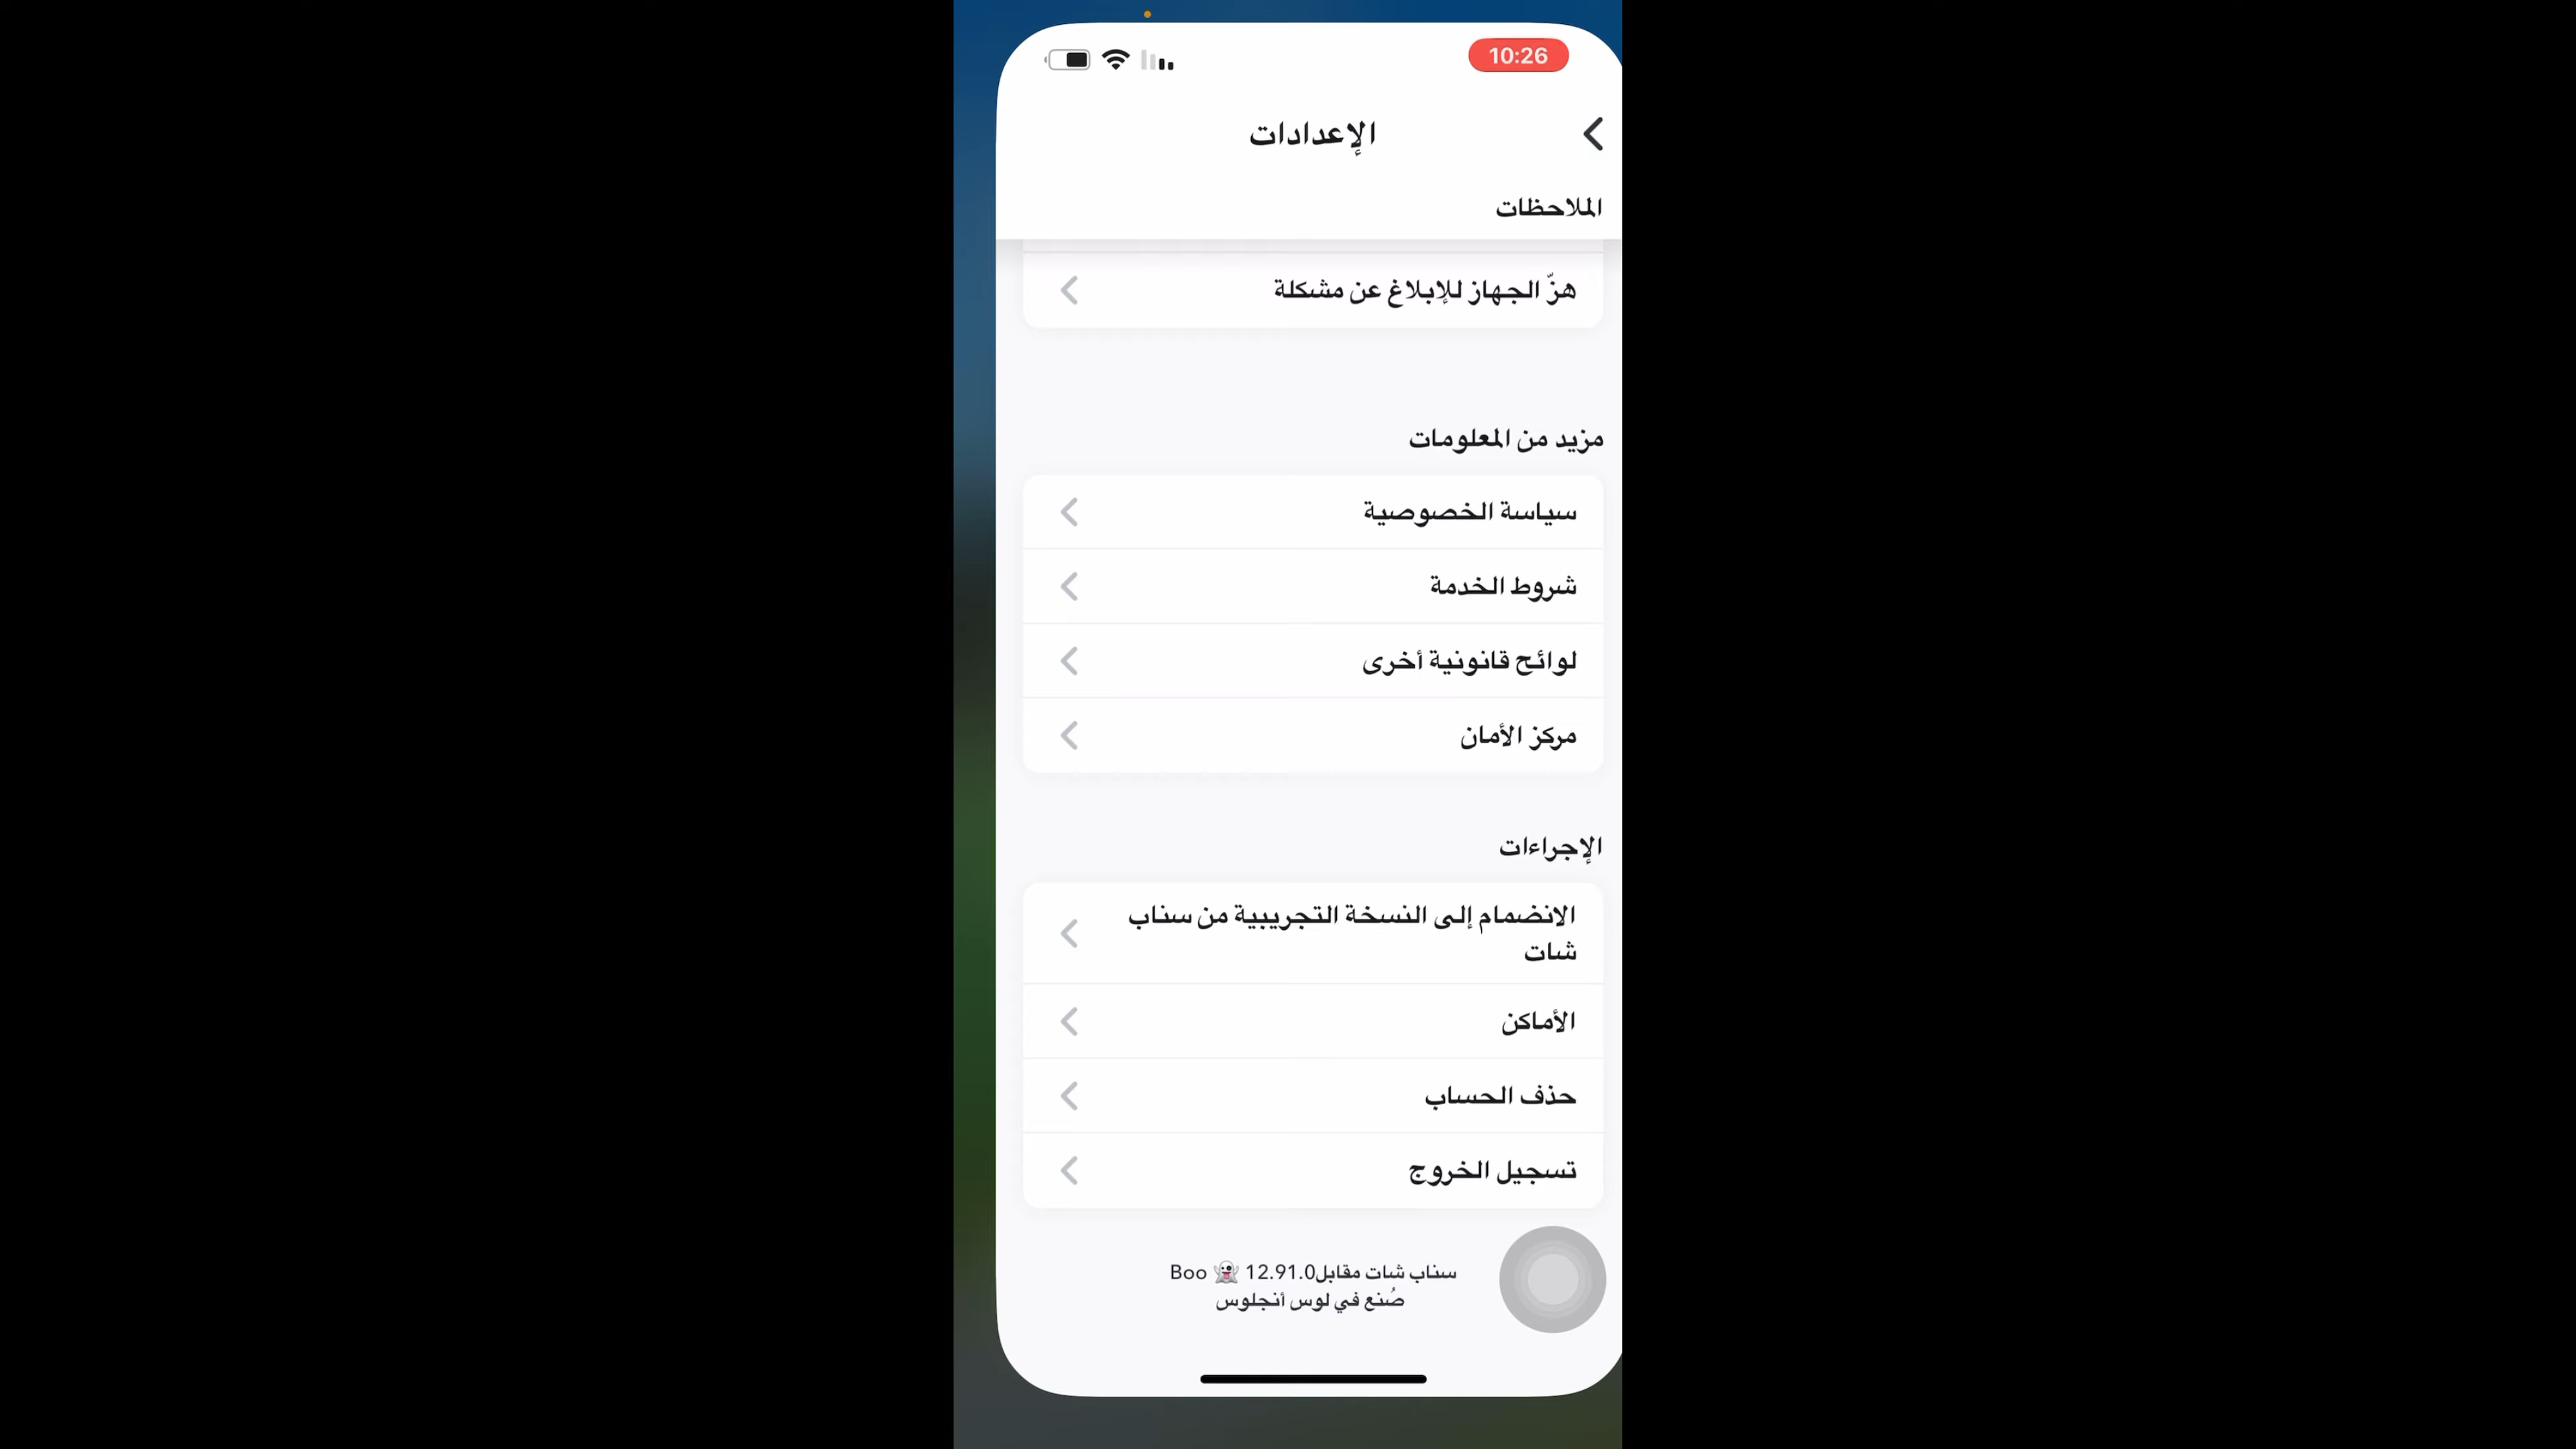 10:26
الإعدادات
الملاحظات
هزّ الجهاز للإبلاغ عن مشكلة
مزيد من المعلومات
سياسة الخصوصية
شروط الخدمة
لوائح قانونية أخرى
مركز الأمان
الإجراءات
الانضمام إلى النسخة التجريبية من سناب
شات
الأماكن
حذف الحساب
تسجيل الخروج
سناب شات مقابل12.91.0 👻 Boo
صُنع في لوس أنجلوس